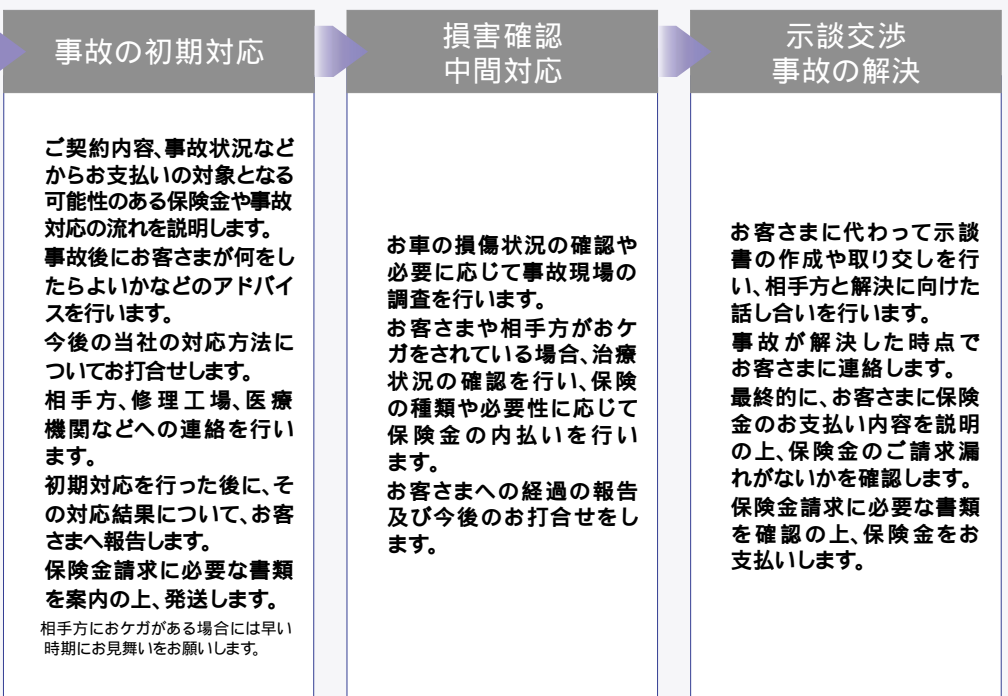 事故の初期対応
ご契約内容、事故状況など
からお支払いの対象となる
可能性のある保険金や事故
対応の流れを説明します。
事故後にお客さまが何をし
たらよいかなどのアドバイ
スを行います。
今後の当社の対応方法に
ついてお打合せします。
相手方、修理工場、医療
機関などへの連絡を行い
ます。
初期対応を行った後に、そ
の対応結果について、お客
さまへ報告します。
保険金請求に必要な書類
を案内の上、発送します。
相手方におケガがある場合には早い
時期にお見舞いをお願いします。
損害確認
中間対応
お車の損傷状況の確認や
必要に応じて事故現場の
調査を行います。
お客さまや相手方がおケ
ガをされている場合、治療
状況の確認を行い、保険
の種類や必要性に応じて
保険金の内払いを行い
ます。
お客さまへの経過の報告
及び今後のお打合せをし
ます。
示談交渉
事故の解決
お客さまに代わって示談
書の作成や取り交しを行
い、相手方と解決に向けた
話し合いを行います。
事故が解決した時点で
お客さまに連絡します。
最終的に、お客さまに保険
金のお支払い内容を説明
の上、保険金のご請求漏
れがないかを確認します。
保険金請求に必要な書類
を確認の上、保険金をお
支払いします。